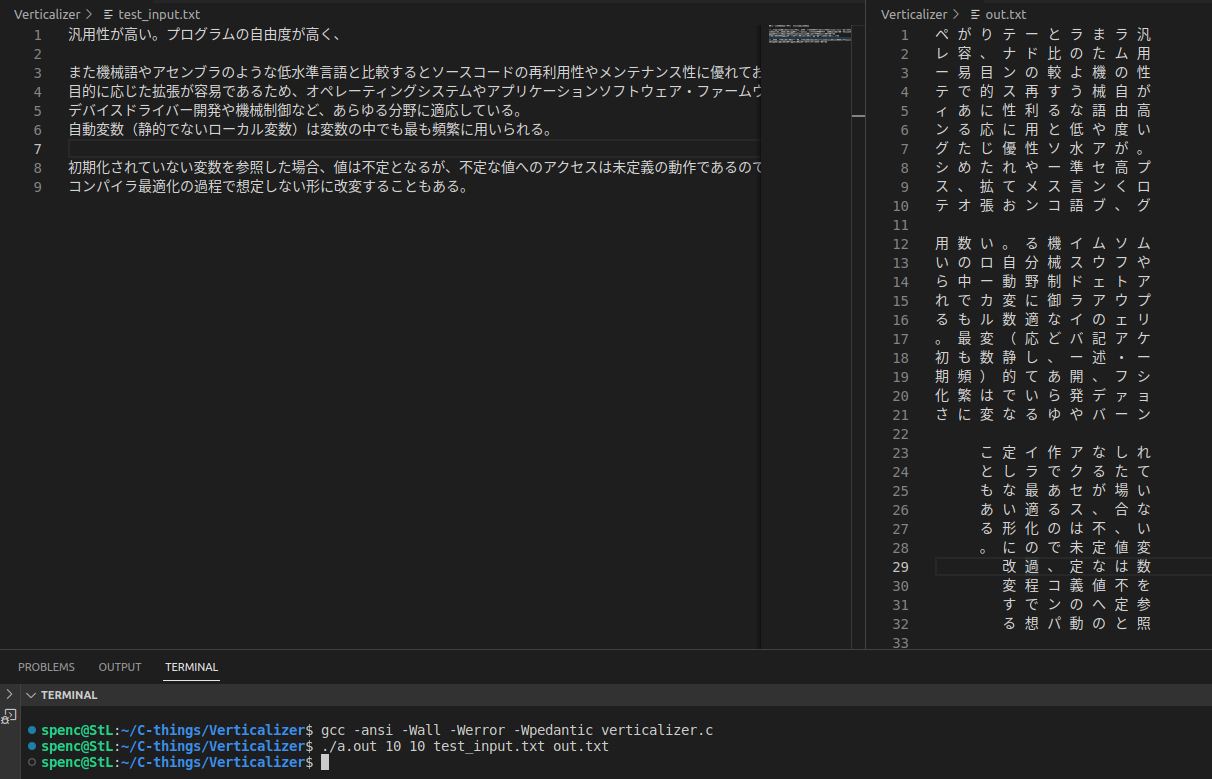 Verticalizer > test_input.txt
1 汎用性が高い。プログラムの自由度が高く、
2
3 また機械語やアセンブラのような低水準言語と比較するとソースコードの再利用性やメンテナンス性に優れてお
4 目的に応じた拡張が容易であるため、オペレーティングシステムやアプリケーションソフトウェア・ファームウ
5 デバイスドライバー開発や機械制御など、あらゆる分野に適応している。
6 自動変数（静的でないローカル変数）は変数の中でも最も頻繁に用いられる。
7
8 初期化されていない変数を参照した場合、値は不定となるが、不定な値へのアクセスは未定義の動作であるので
9 コンパイラ最適化の過程で想定しない形に改変することもある。
Verticalizer > out.txt
1 ペ が り テ ー と ラ ま ラ 汎
2 レ 容 、 ナ ド 比 の た ム 用
3 ー 易 目 ン の 較 よ 機 の 性
4 テ で 的 ス 再 す う 械 自 が
5 ィ あ に 性 利 る な 語 由 高
6 ン る 応 に 用 と 低 や 度 い
7 グ た じ 優 性 ソ 水 ア が 。
8 シ め た れ や ー 準 セ 高 プ
9 ス 、 拡 て メ ス 言 ン く ロ
10 テ オ 張 お ン コ 語 ブ 、 グ
11
12 用 数 い 。 る 機 イ ム ソ ム
13 い の ロ 自 分 械 ス ウ フ や
14 ら 中 ー 動 野 制 ド ェ ト ア
15 れ で カ 変 に 御 ラ ア ウ プ
16 る も ル 数 適 な イ の ェ リ
17 。 最 変 （ 応 ど バ 記 ア ケ
18 初 も 数 静 し 、 ー 述 ・ ー
19 期 頻 ） 的 て あ 開 、 フ シ
20 化 繁 は で い ら 発 デ ァ ョ
21 さ に 変 な る ゆ や バ ー ン
22
23 こ 定 イ 作 ア な し れ
24 と し ラ で ク る た て
25 も な 最 あ セ が 場 い
26 あ い 適 る ス 、 合 な
27 る 形 化 の は 不 、 い
28 。 に の で 未 定 値 変
29 改 過 、 定 な は 数
30 変 程 コ 義 値 不 を
31 す で ン の へ 定 参
32 る 想 パ 動 の と 照
33
PROBLEMS OUTPUT TERMINAL
TERMINAL
spenc@StL:~/C-things/Verticalizer$ gcc -ansi -Wall -Werror -Wpedantic verticalizer.c
spenc@StL:~/C-things/Verticalizer$ ./a.out 10 10 test_input.txt out.txt
spenc@StL:~/C-things/Verticalizer$